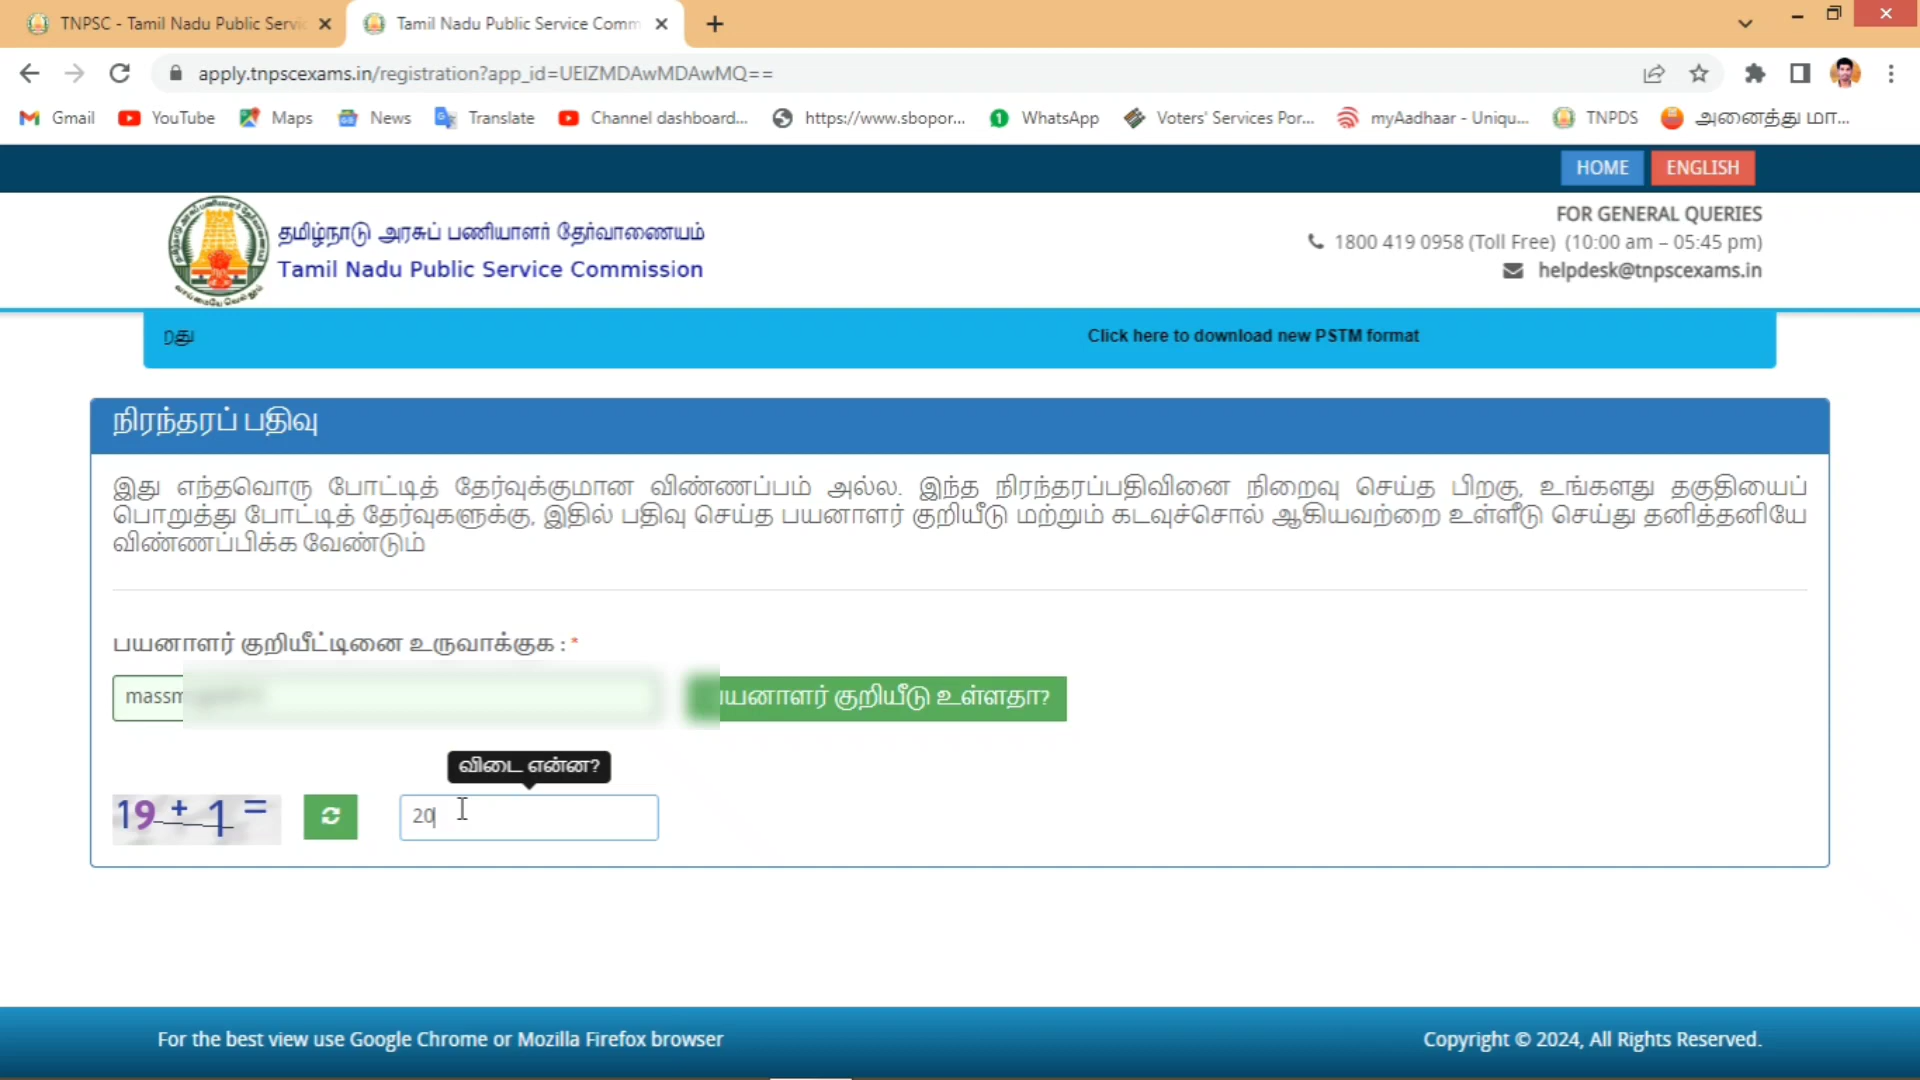 TNPSC - Tamil Nadu Public Servic
Tamil Nadu Public Service Comm
apply.tnpscexams.in/registration?app_id=UEIZMDAwMDAwMQ==
Gmail
YouTube
Maps
News
Translate
Channel dashboard...
https://www.sbopor...
WhatsApp
Voters' Services Por...
myAadhaar - Uniqu...
TNPDS
அனைத்து மா...
HOME
ENGLISH
தமிழ்நாடு அரசுப் பணியாளர் தேர்வாணையம்
Tamil Nadu Public Service Commission
FOR GENERAL QUERIES
1800 419 0958 (Toll Free) (10:00 am – 05:45 pm)
helpdesk@tnpscexams.in
றது
Click here to download new PSTM format
நிரந்தரப் பதிவு
இது எந்தவொரு போட்டித் தேர்வுக்குமான விண்ணப்பம் அல்ல. இந்த நிரந்தரப்பதிவினை நிறைவு செய்த பிறகு, உங்களது தகுதியைப்
பொறுத்து போட்டித் தேர்வுகளுக்கு, இதில் பதிவு செய்த பயனாளர் குறியீடு மற்றும் கடவுச்சொல் ஆகியவற்றை உள்ளீடு செய்து தனித்தனியே
விண்ணப்பிக்க வேண்டும்
பயனாளர் குறியீட்டினை உருவாக்குக : *
massm
யனாளர் குறியீடு உள்ளதா?
விடை என்ன?
19 + 1 =
20
For the best view use Google Chrome or Mozilla Firefox browser
Copyright © 2024, All Rights Reserved.